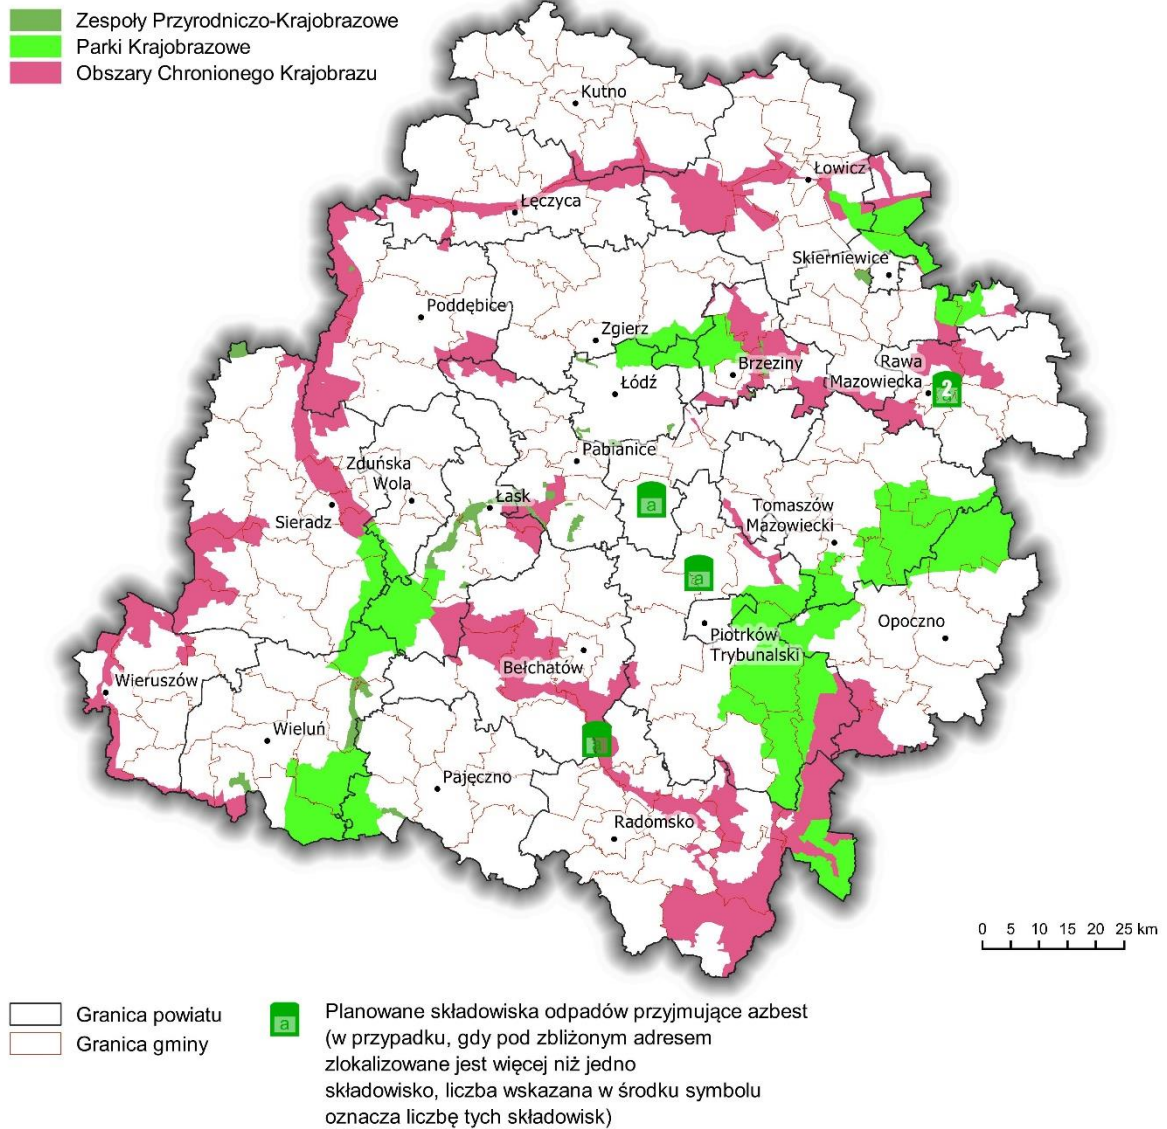 Zespoły Przyrodniczo-Krajobrazowe
Parki Krajobrazowe
Obszary Chronionego Krajobrazu
Kutno
Łowicz
Łęczyca
Skierniewice
Poddębice
Zgierz
Rawa
Mazowiecka
2
a
Brzeziny
Łódź
Pabianice
Zduńska
Wola
Łask
a
Tomaszów
Mazowiecki
Sieradz
a
Opoczno
Piotrków
Trybunalski
Bełchatów
Wieruszów
Wieluń
a
Pajęczno
Radomsko
0 5 10 15 20 25 km
Granica powiatu
Granica gminy
a
Planowane składowiska odpadów przyjmujące azbest
(w przypadku, gdy pod zbliżonym adresem
zlokalizowane jest więcej niż jedno
składowisko, liczba wskazana w środku symbolu
oznacza liczbę tych składowisk)